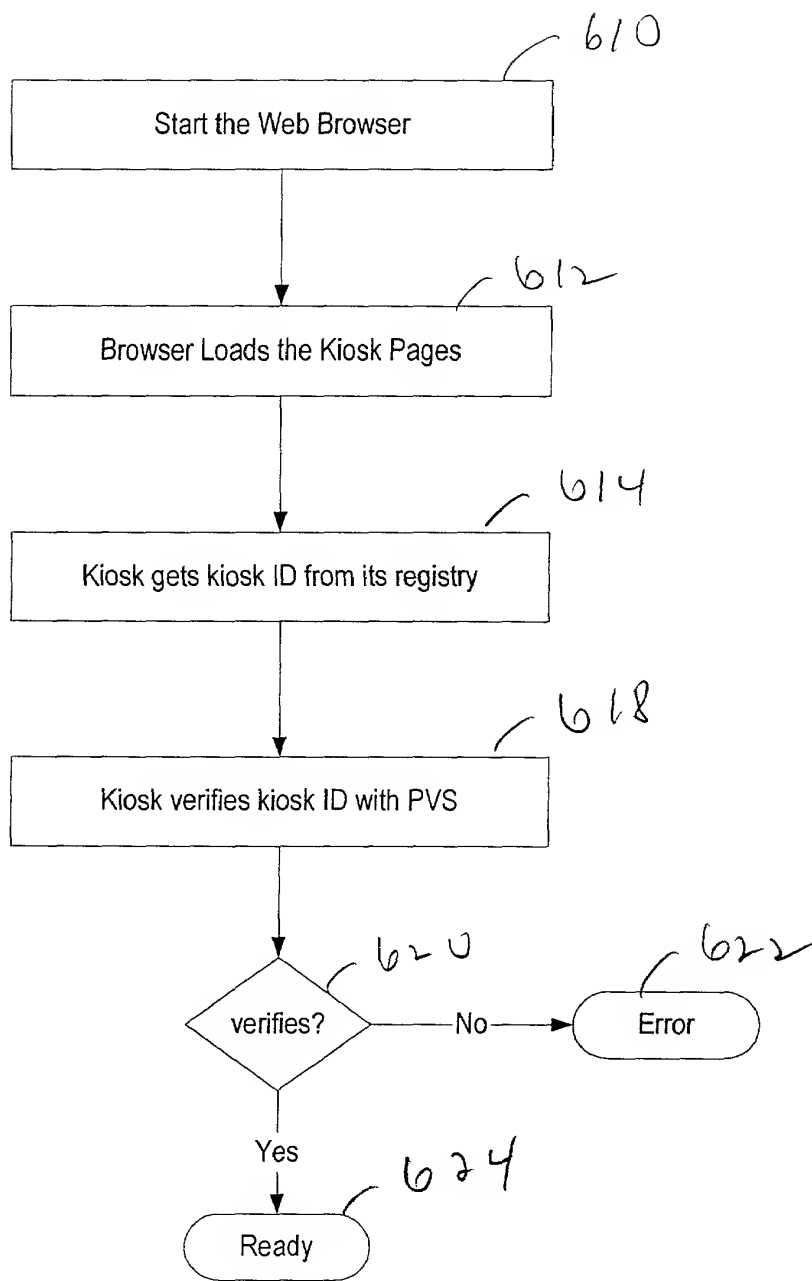 610
Start the Web Browser
612
Browser Loads the Kiosk Pages
614
Kiosk gets kiosk ID from its registry
618
Kiosk verifies kiosk ID with PVS
620
622
verifies?
No
Error
Yes
624
Ready